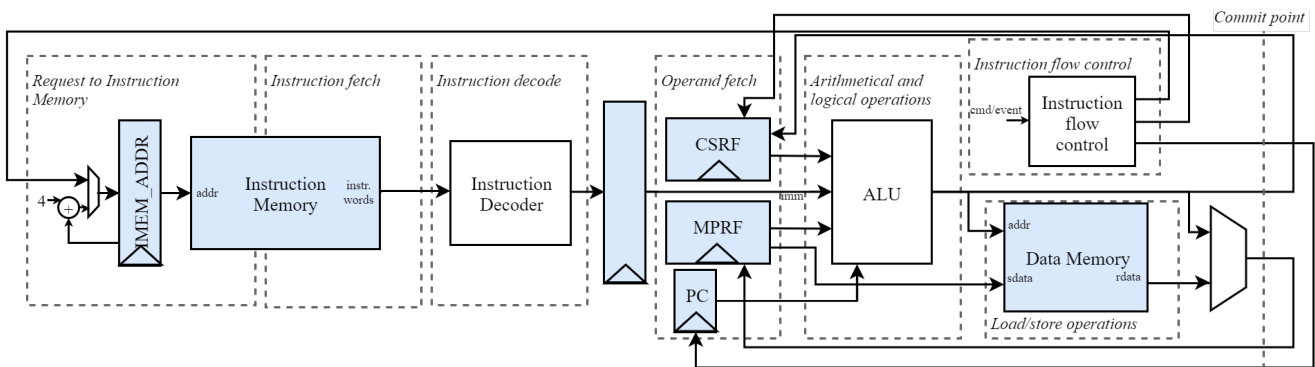 Commit point
Request to Instruction
Memory
Instruction fetch
Instruction decode
Operand fetch
Arithmetical and
logical operations
Instruction flow control
4
+
IMEM_ADDR
addr
Instruction
Memory
instr.
words
Instruction
Decoder
CSRF
imm
MPRF
PC
ALU
cmd/event
Instruction
flow
control
addr
Data Memory
sdata
rdata
Load/store operations